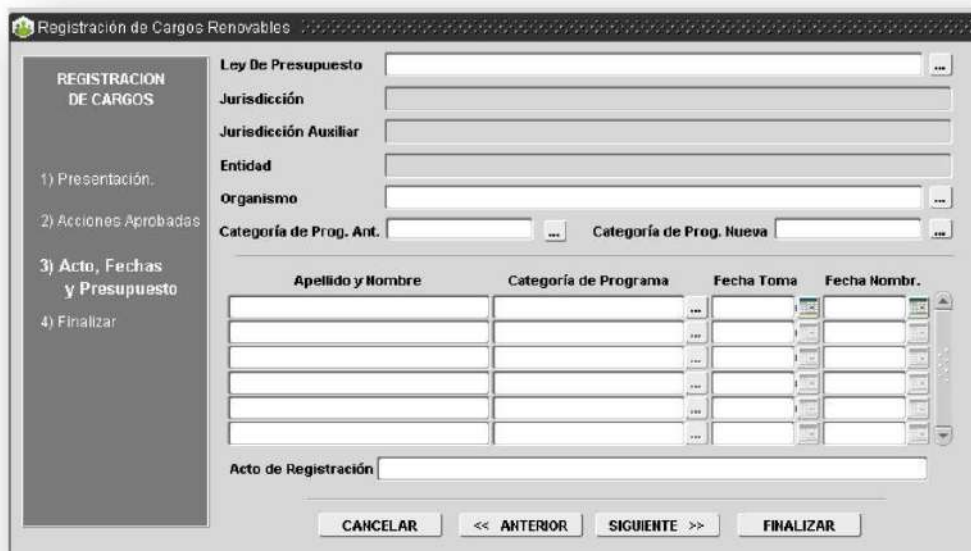 Registración de Cargos Renovables
REGISTRACION
DE CARGOS
1) Presentación.
2) Acciones Aprobadas
3) Acto, Fechas
y Presupuesto
4) Finalizar
Ley De Presupuesto ...
Jurisdicción
Jurisdicción Auxiliar
Entidad
Organismo ...
Categoría de Prog. Ant. ... Categoría de Prog. Nueva ...
Apellido y Nombre Categoría de Programa Fecha Toma Fecha Nombr.
...
...
...
...
...
...
Acto de Registración
CANCELAR << ANTERIOR SIGUIENTE >> FINALIZAR